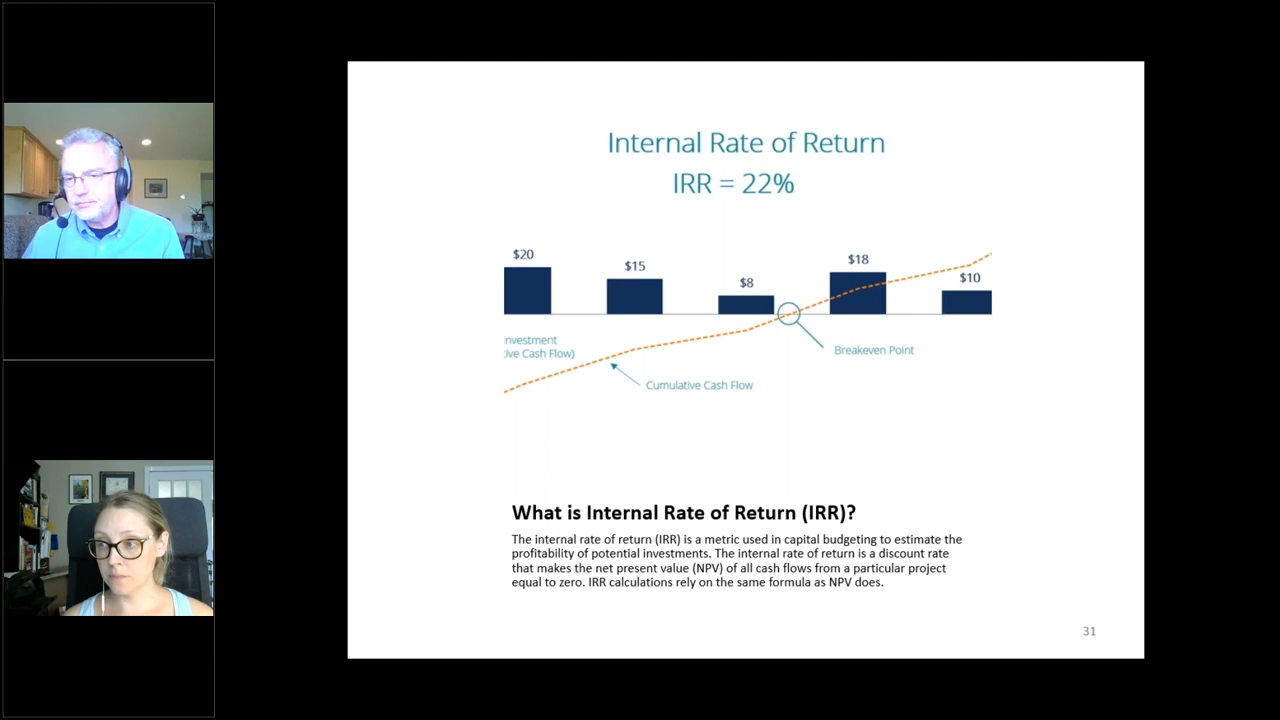 Internal Rate of Return
IRR = 22%
$20
$15
$8
$18
$10
nvestment
ive Cash Flow)
Breakeven Point
Cumulative Cash Flow
What is Internal Rate of Return (IRR)?
The internal rate of return (IRR) is a metric used in capital budgeting to estimate the
profitability of potential investments. The internal rate of return is a discount rate
that makes the net present value (NPV) of all cash flows from a particular project
equal to zero. IRR calculations rely on the same formula as NPV does.
31